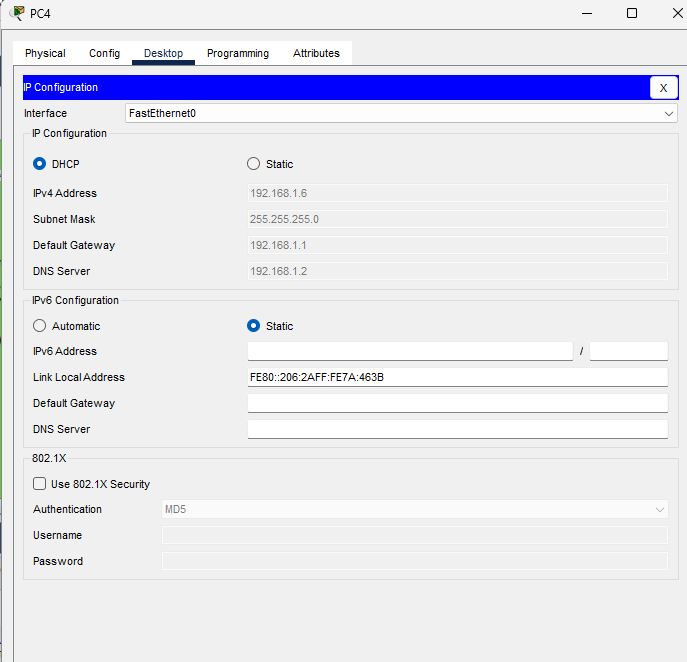 PC4
Physical Config Desktop Programming Attributes
IP Configuration X
Interface FastEthernet0
IP Configuration
DHCP Static
IPv4 Address 192.168.1.6
Subnet Mask 255.255.255.0
Default Gateway 192.168.1.1
DNS Server 192.168.1.2
IPv6 Configuration
Automatic Static
IPv6 Address /
Link Local Address FE80::206:2AFF:FE7A:463B
Default Gateway
DNS Server
802.1X
Use 802.1X Security
Authentication MD5
Username
Password